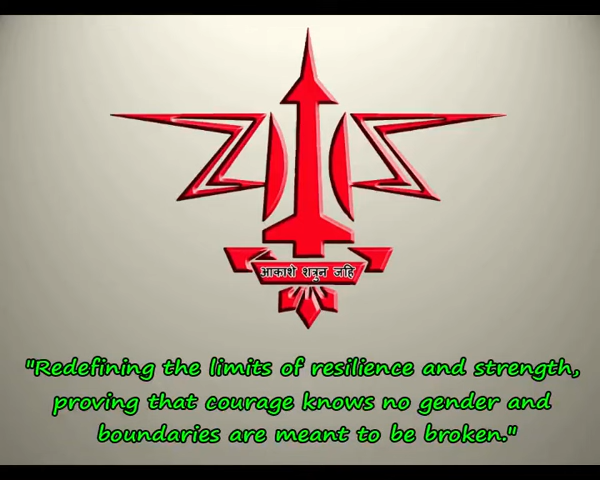 आकाशे शत्रुन जहि
"Redefining the limits of resilience and strength,
proving that courage knows no gender and
boundaries are meant to be broken."